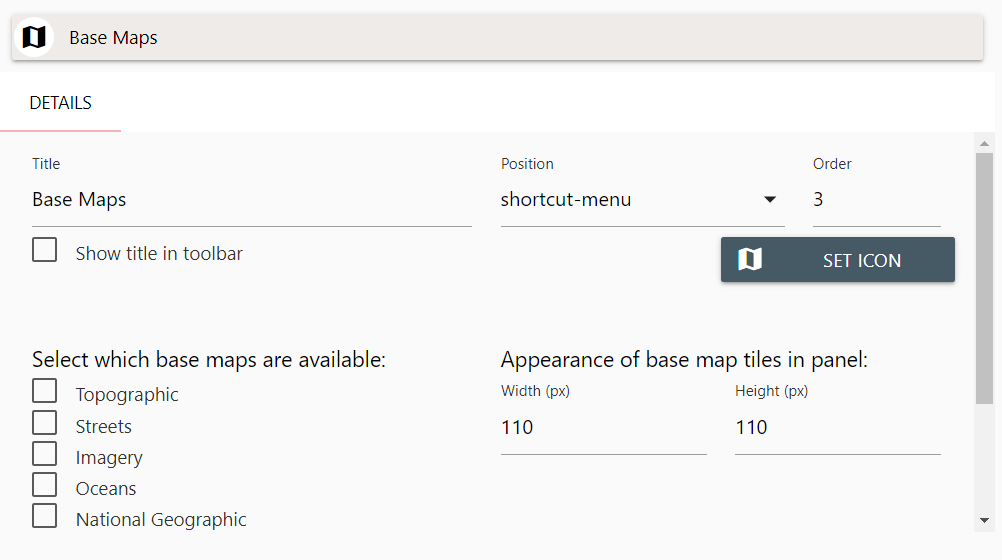 Base Maps
DETAILS
Title
Position
Order
Base Maps
shortcut-menu
3
Show title in toolbar
SET ICON
Select which base maps are available:
Appearance of base map tiles in panel:
Topographic
Width (px)
Height (px)
Streets
110
110
Imagery
Oceans
National Geographic